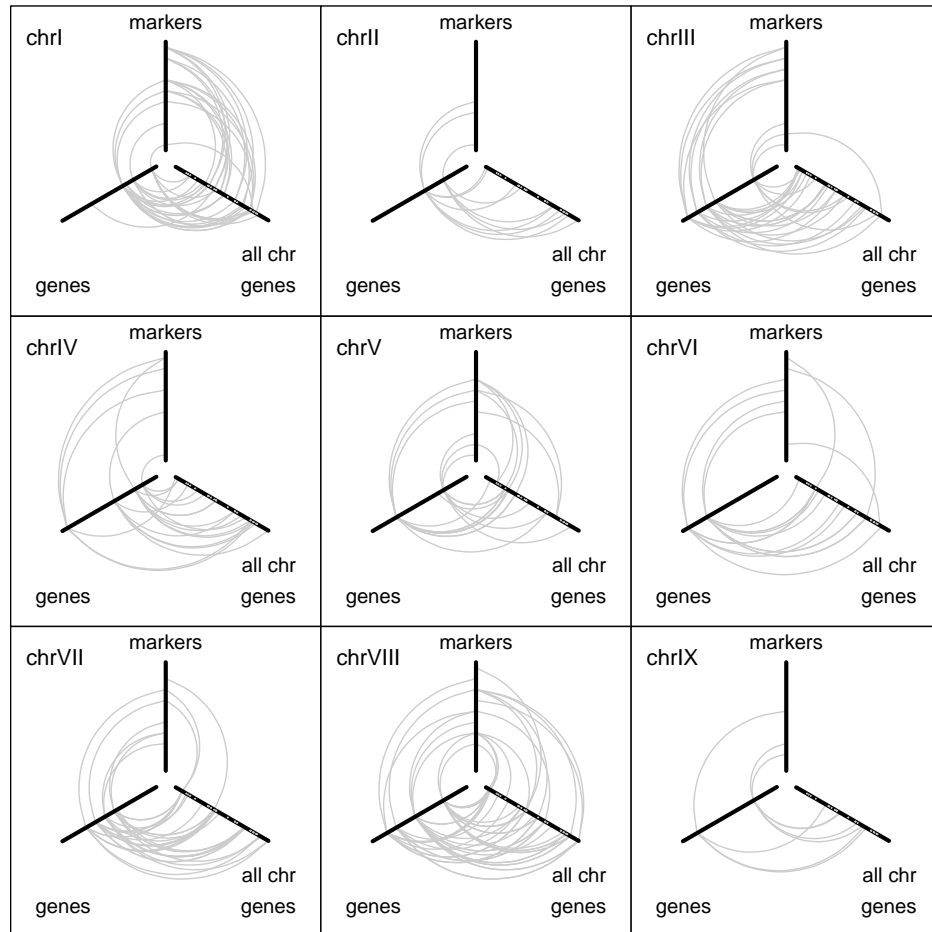 markers markers markers
chrI chrII chrIII
all chr all chr all chr
genes genes genes genes genes genes
markers markers markers
chrIV chrV chrVI
all chr all chr all chr
genes genes genes genes genes genes
markers markers markers
chrVII chrVIII chrIX
all chr all chr all chr
genes genes genes genes genes genes